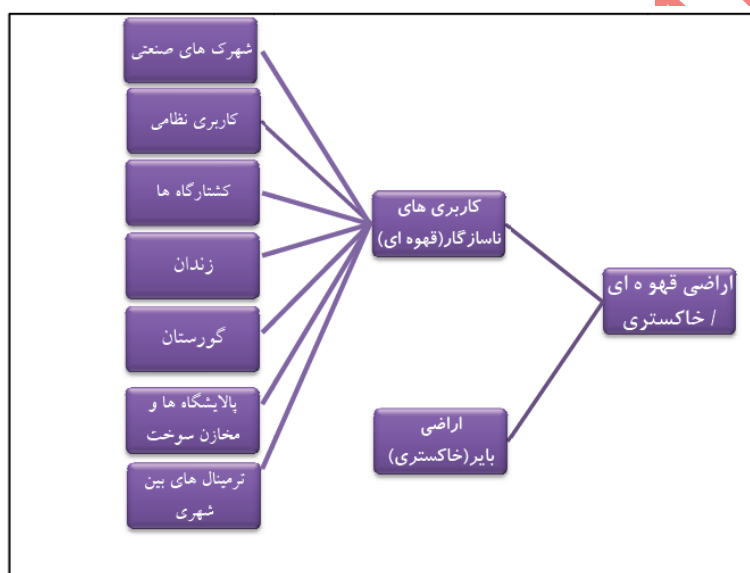 اراضی قهو ه ای
/ خاکستری
کاربری های
ناسازگار(قهوه ای)
شهرک های صنعتی
کاربری نظامی
کشتارگاه ها
زندان
گورستان
پالایشگاه ها و
مخازن سوخت
ترمینال های بین
شهری
اراضی
بایر(خاکستری)